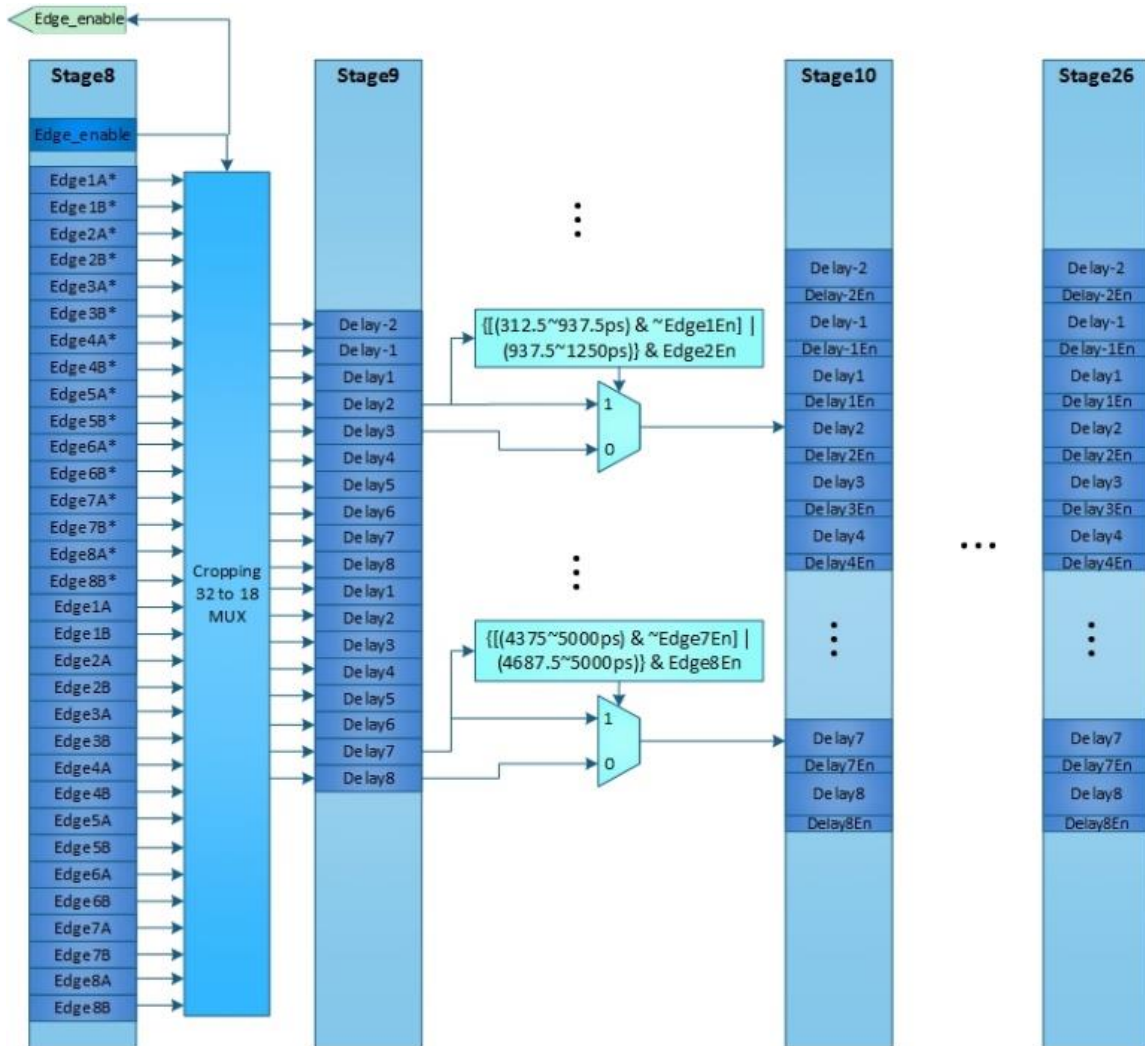 Edge_enable
Stage8
Edge_enable
Edge1A*
Edge1B*
Edge2A*
Edge2B*
Edge3A*
Edge3B*
Edge4A*
Edge4B*
Edge5A*
Edge5B*
Edge6A*
Edge6B*
Edge7A*
Edge7B*
Edge8A*
Edge8B*
Edge1A
Edge1B
Edge2A
Edge2B
Edge3A
Edge3B
Edge4A
Edge4B
Edge5A
Edge5B
Edge6A
Edge6B
Edge7A
Edge7B
Edge8A
Edge8B
Cropping
32 to 18
MUX
Stage9
Delay-2
Delay-1
Delay1
Delay2
Delay3
Delay4
Delay5
Delay6
Delay7
Delay8
Delay1
Delay2
Delay3
Delay4
Delay5
Delay6
Delay7
Delay8
{[(312.5~937.5ps) & ~Edge1En] |
(937.5~1250ps)} & Edge2En
1
0
{[(4375~5000ps) & ~Edge7En] |
(4687.5~5000ps)} & Edge8En
1
0
Stage10
Delay-2
Delay-2En
Delay-1
Delay-1En
Delay1
Delay1En
Delay2
Delay2En
Delay3
Delay3En
Delay4
Delay4En
Delay7
Delay7En
Delay8
Delay8En
Stage26
Delay-2
Delay-2En
Delay-1
Delay-1En
Delay1
Delay1En
Delay2
Delay2En
Delay3
Delay3En
Delay4
Delay4En
Delay7
Delay7En
Delay8
Delay8En